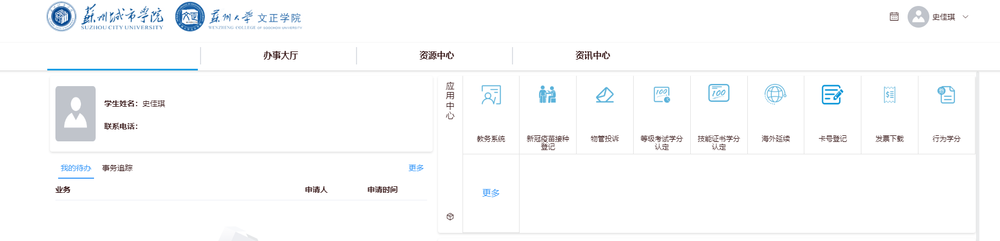 蘇州城市学院
SUZHOU CITY UNIVERSITY
文正
蘇州大学 文正学院
WENZHENG COLLEGE OF SOOCHOW UNIVERSITY
史佳琪
办事大厅
资源中心
资讯中心
学生姓名：史佳琪
联系电话：
我的待办
事务追踪
更多
业务
申请人
申请时间
应用中心
教务系统
新冠疫苗接种
登记
物管投诉
100
等级考试学分
认定
100
技能证书学分
认定
海外延续
卡号登记
发票下载
行为学分
更多